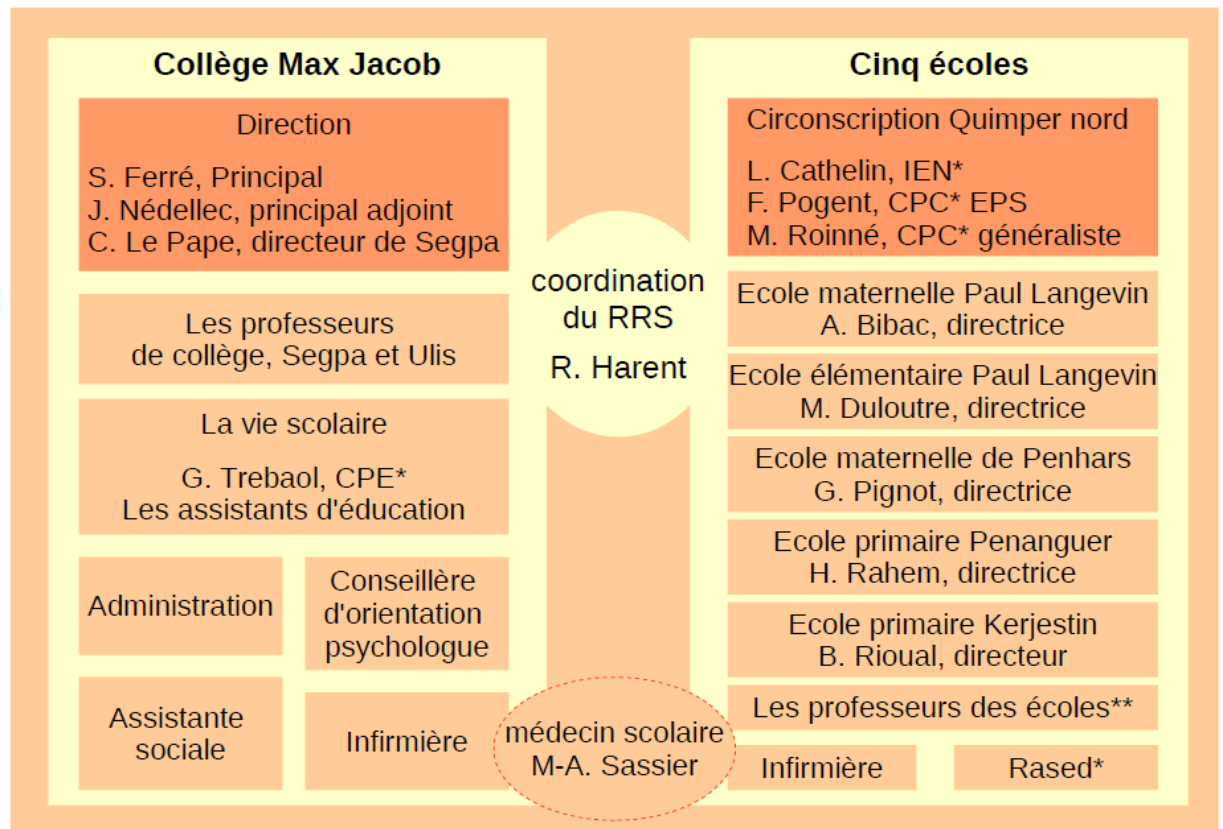 Collège Max Jacob
Direction
S. Ferré, Principal
J. Nédellec, principal adjoint
C. Le Pape, directeur de Segpa
Les professeurs
de collège, Segpa et Ulis
La vie scolaire
G. Trebaol, CPE*
Les assistants d'éducation
Administration
Conseillère
d'orientation
psychologue
Assistante
sociale
Infirmière
coordination
du RRS
R. Harent
médecin scolaire
M-A. Sassier
Cinq écoles
Circonscription Quimper nord
L. Cathelin, IEN*
F. Pogent, CPC* EPS
M. Roinné, CPC* généraliste
Ecole maternelle Paul Langevin
A. Bibac, directrice
Ecole élémentaire Paul Langevin
M. Duloutre, directrice
Ecole maternelle de Penhars
G. Pignot, directrice
Ecole primaire Penanguer
H. Rahem, directrice
Ecole primaire Kerjestin
B. Rioual, directeur
Les professeurs des écoles**
Infirmière
Rased*